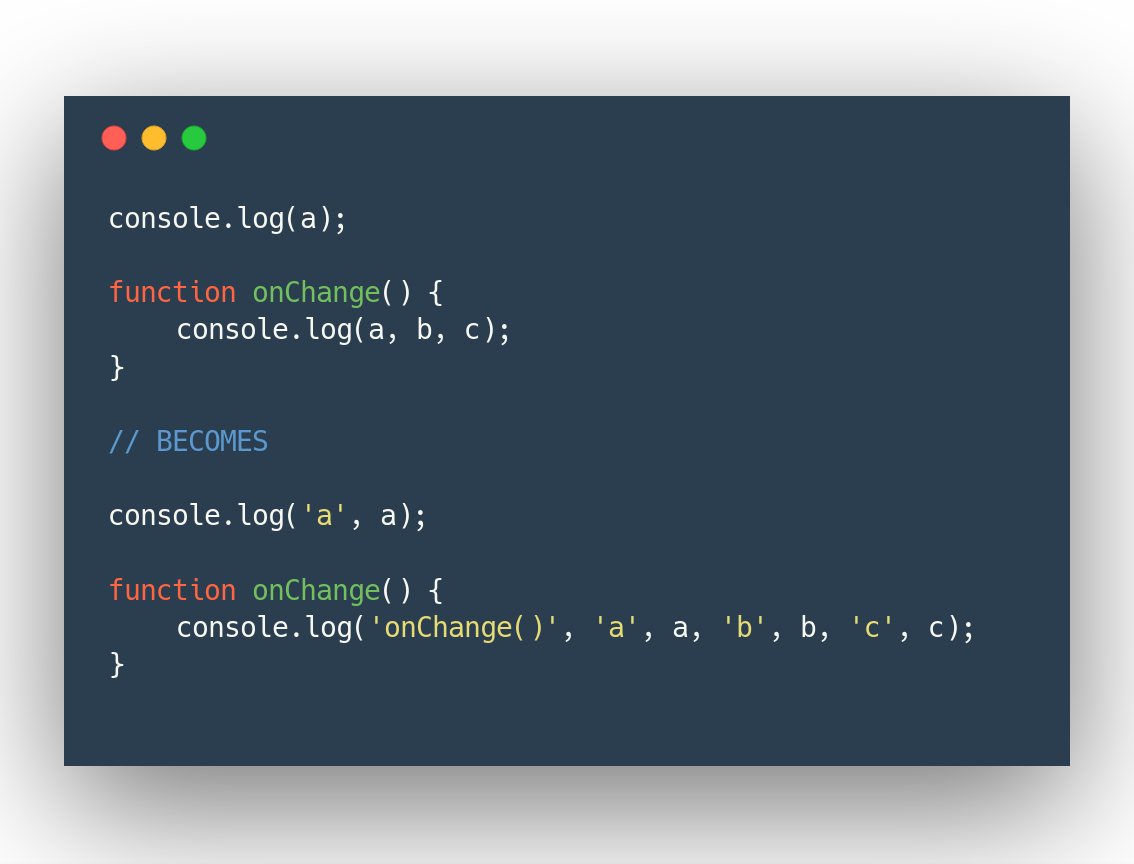 console.log(a);
function onChange() {
    console.log(a, b, c);
}
// BECOMES
console.log('a', a);
function onChange() {
    console.log('onChange()', 'a', a, 'b', b, 'c', c);
}